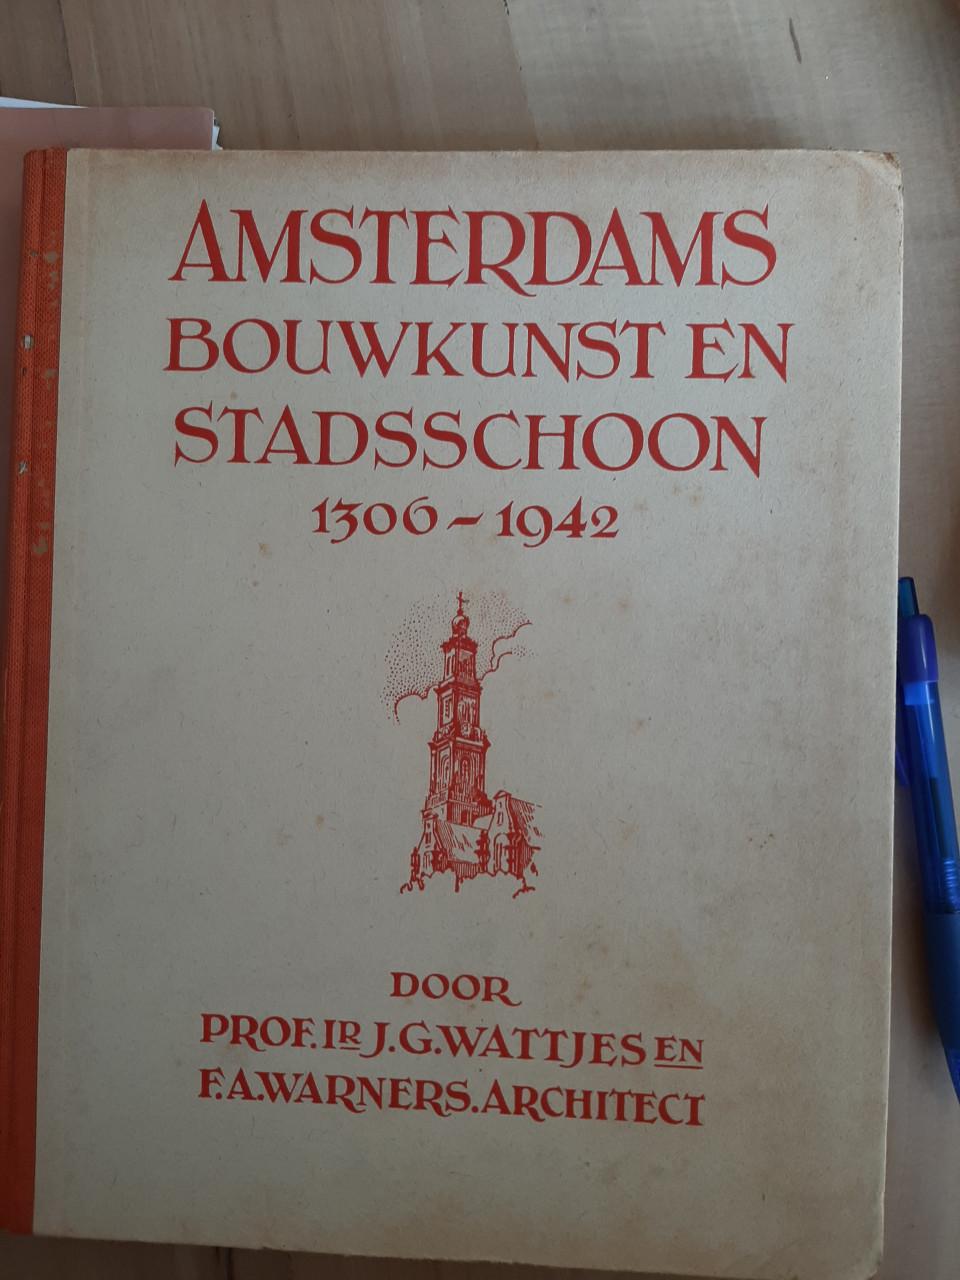 AMSTERDAMS
BOUWKUNST EN
STADSSCHOON
1306-1942
DOOR
PROF. IR J.G. WATTJES EN
F.A. WARNERS. ARCHITECT